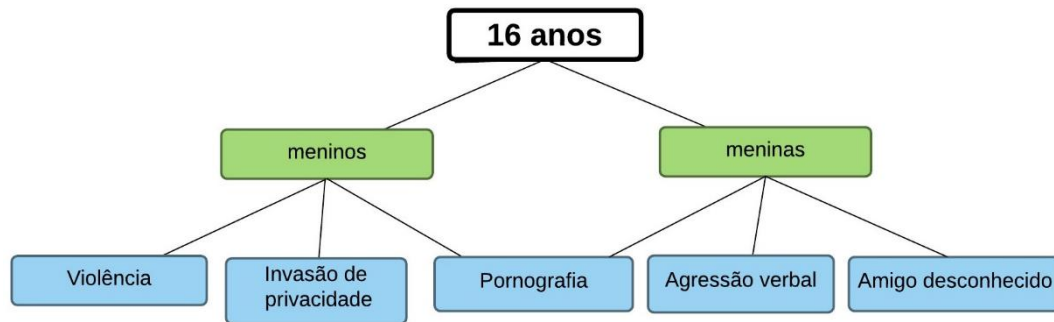 16 anos
meninos
meninas
Violência
Invasão de
privacidade
Pornografia
Agressão verbal
Amigo desconhecido